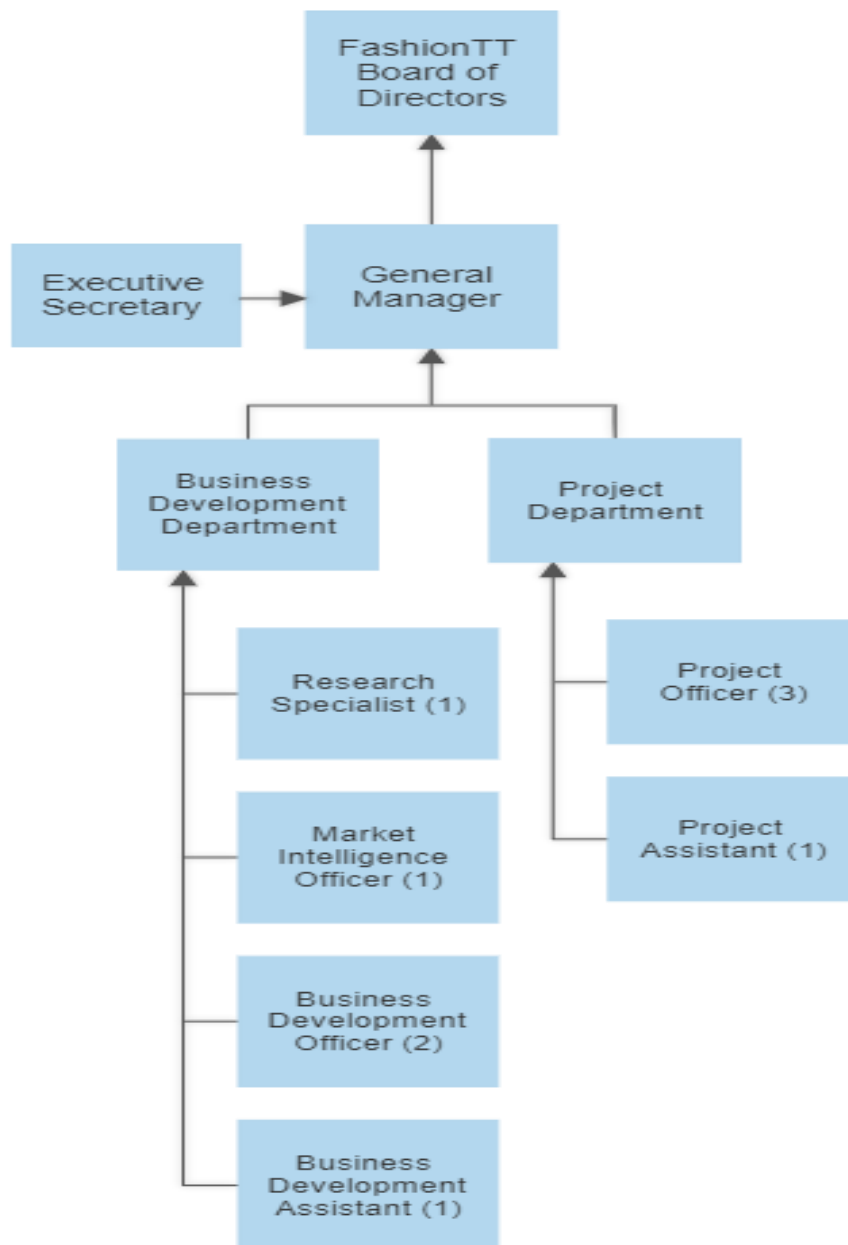 FashionTT
Board of
Directors
Executive
Secretary
General
Manager
Business
Development
Department
Project
Department
Research
Specialist (1)
Market
Intelligence
Officer (1)
Business
Development
Officer (2)
Business
Development
Assistant (1)
Project
Officer (3)
Project
Assistant (1)